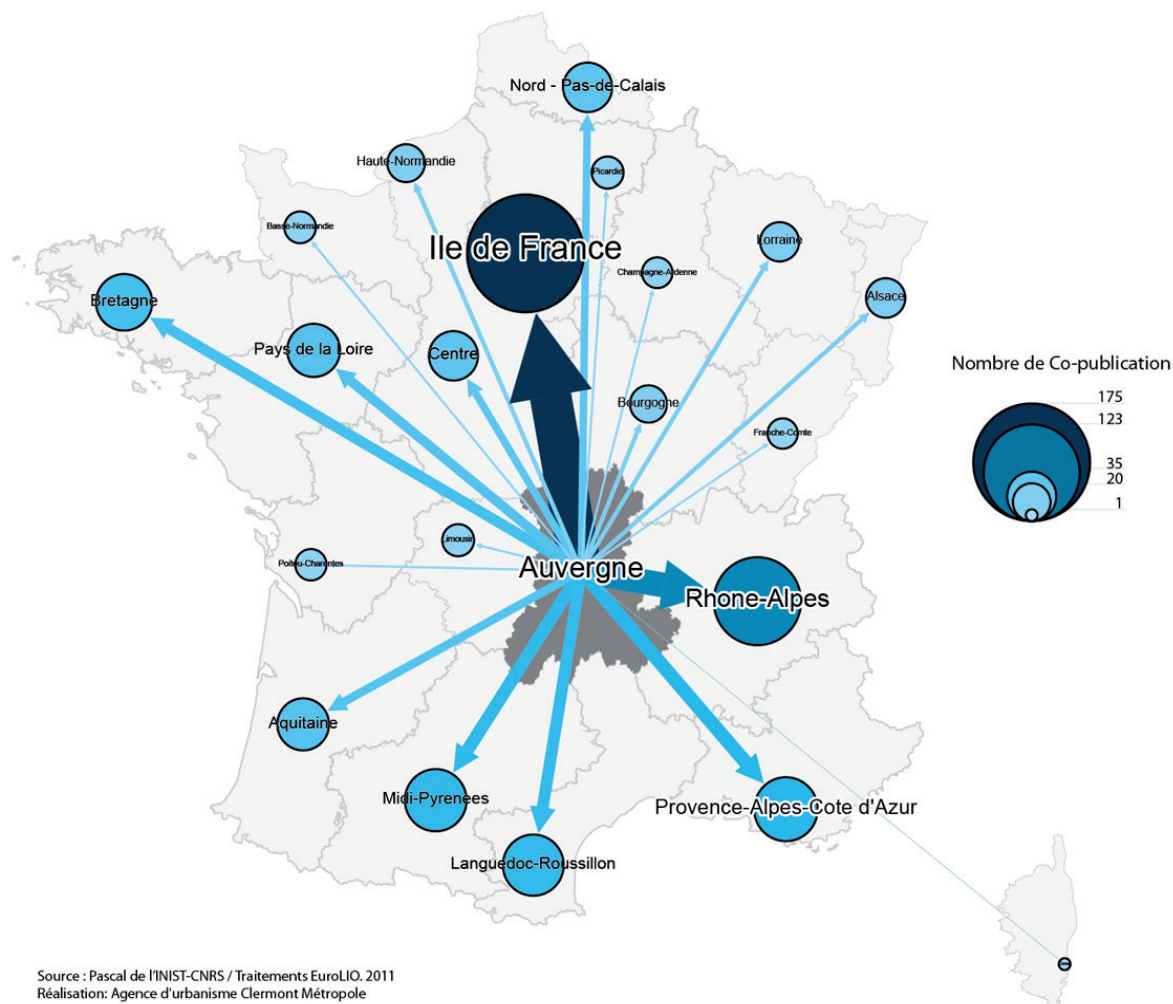 Nord - Pas-de-Calais
Haute-Normandie
Picardie
Basse-Normandie
Ile de France
Lorraine
Champagne-Ardenne
Alsace
Bretagne
Pays de la Loire
Centre
Bourgogne
Franche-Comte
Limousin
Poitou-Charentes
Auvergne
Rhone-Alpes
Aquitaine
Midi-Pyrenees
Provence-Alpes-Cote d'Azur
Languedoc-Roussillon
Nombre de Co-publication
175
123
35
20
1
Source : Pascal de l'INIST-CNRS / Traitements EuroLIO. 2011
Réalisation: Agence d'urbanisme Clermont Métropole